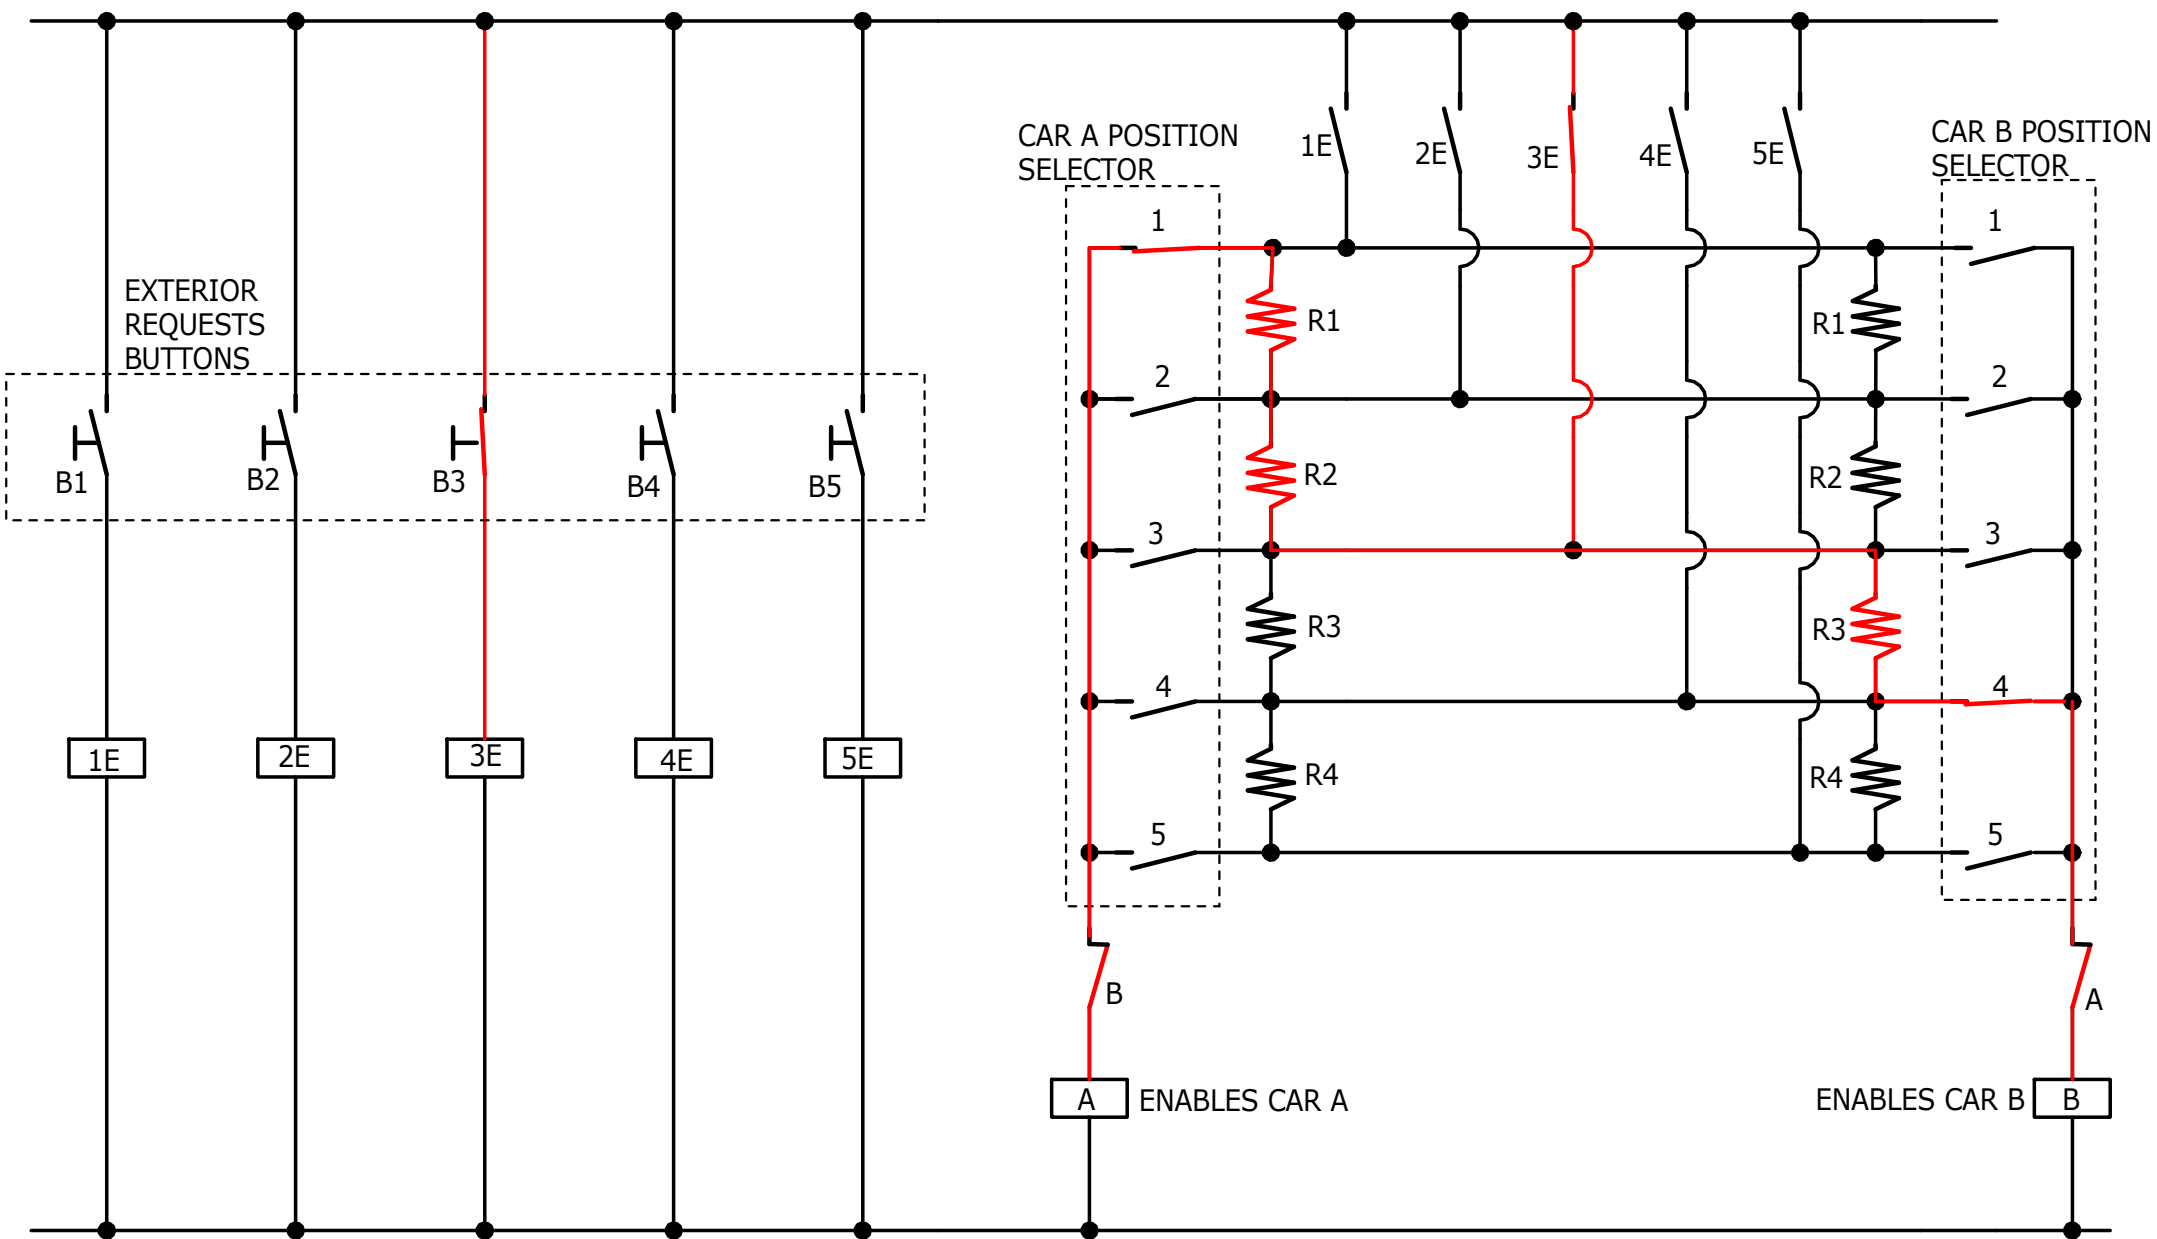 CAR A POSITION
SELECTOR
1E
2E
3E
4E
5E
CAR B POSITION
SELECTOR
EXTERIOR
REQUESTS
BUTTONS
1
1
R1
R1
2
2
B1
B2
B3
B4
B5
R2
R2
3
3
R3
R3
4
4
1E
2E
3E
4E
5E
R4
R4
5
5
B
A
A
ENABLES CAR A
ENABLES CAR B
B